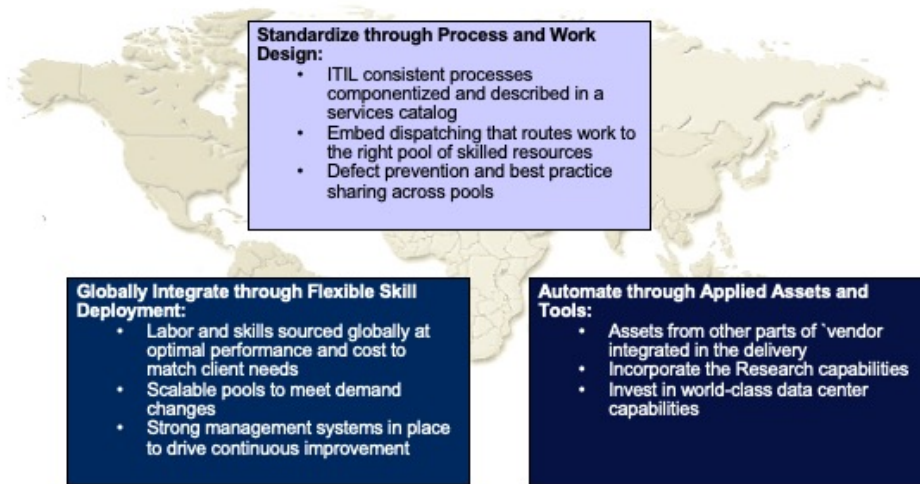 Standardize through Process and Work
Design:
• ITIL consistent processes
componentized and described in a
services catalog
• Embed dispatching that routes work to
the right pool of skilled resources
• Defect prevention and best practice
sharing across pools
Globally Integrate through Flexible Skill
Deployment:
• Labor and skills sourced globally at
optimal performance and cost to
match client needs
• Scalable pools to meet demand
changes
• Strong management systems in place
to drive continuous improvement
Automate through Applied Assets and
Tools:
• Assets from other parts of `vendor
integrated in the delivery
• Incorporate the Research capabilities
• Invest in world-class data center
capabilities